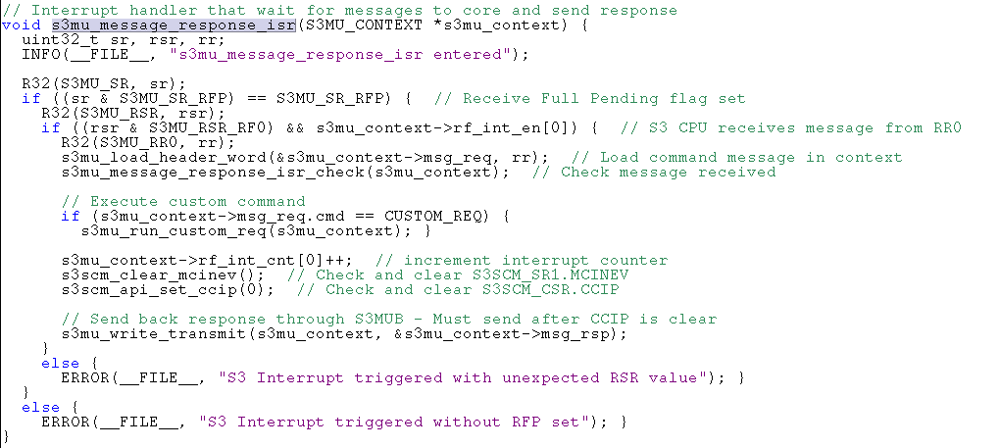 // Interrupt handler that wait for messages to core and send response
void s3mu_message_response_isr(S3MU_CONTEXT *s3mu_context) {
  uint32_t sr, rsr, rr;
  INFO(__FILE__, "s3mu_message_response_isr entered");

  R32(S3MU_SR, sr);
  if ((sr & S3MU_SR_RFP) == S3MU_SR_RFP) {  // Receive Full Pending flag set
    R32(S3MU_RSR, rsr);
    if ((rsr & S3MU_RSR_RF0) && s3mu_context->rf_int_en[0]) {  // S3 CPU receives message from RR0
      R32(S3MU_RR0, rr);
      s3mu_load_header_word(&s3mu_context->msg_req, rr);  // Load command message in context
      s3mu_message_response_isr_check(s3mu_context);  // Check message received

      // Execute custom command
      if (s3mu_context->msg_req.cmd == CUSTOM_REQ) {
        s3mu_run_custom_req(s3mu_context); }

      s3mu_context->rf_int_cnt[0]++;  // increment interrupt counter
      s3scm_clear_mcinev();  // Check and clear S3SCM_SR1.MCINEV
      s3scm_api_set_ccip(0);  // Check and clear S3SCM_CSR.CCIP

      // Send back response through S3MUB - Must send after CCIP is clear
      s3mu_write_transmit(s3mu_context, &s3mu_context->msg_rsp);
    }
    else {
      ERROR(__FILE__, "S3 Interrupt triggered with unexpected RSR value"); }
  }
  else {
    ERROR(__FILE__, "S3 Interrupt triggered without RFP set"); }
}